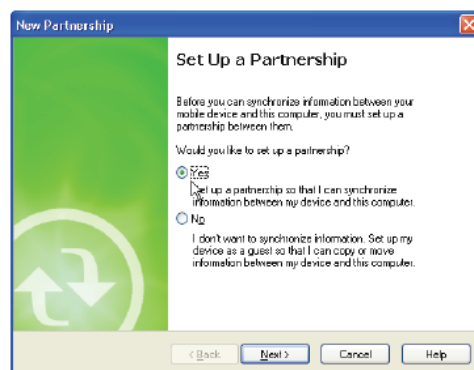 New Partnership
Set Up a Partnership
Before you can synchronize information between your
mobile device and this computer, you must set up a
partnership between them.
Would you like to set up a partnership?
Yes
Set up a partnership so that I can synchronize
information between my device and this computer.
No
I don't want to synchronize information. Set up my
device as a guest so that I can copy or move
information between my device and this computer.
< Back Next > Cancel Help